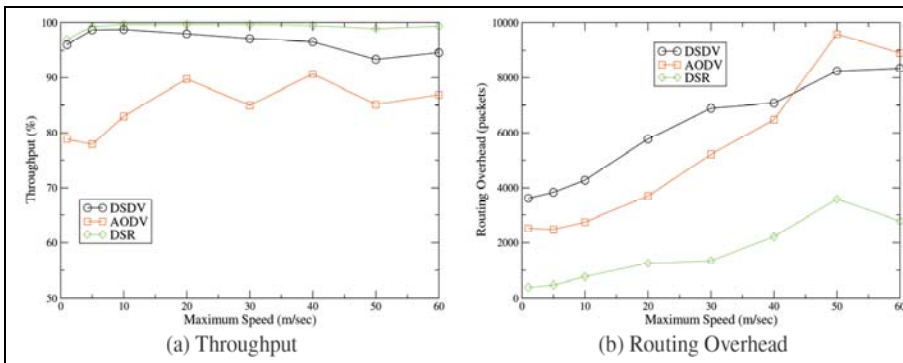 100
90
80
70
60
50
Throughput (%)
DSDV
AODV
DSR
0 10 20 30 40 50 60
Maximum Speed (m/sec)
(a) Throughput
10000
8000
6000
4000
2000
0
Routing Overhead (packets)
DSDV
AODV
DSR
0 10 20 30 40 50 60
Maximum Speed (m/sec)
(b) Routing Overhead